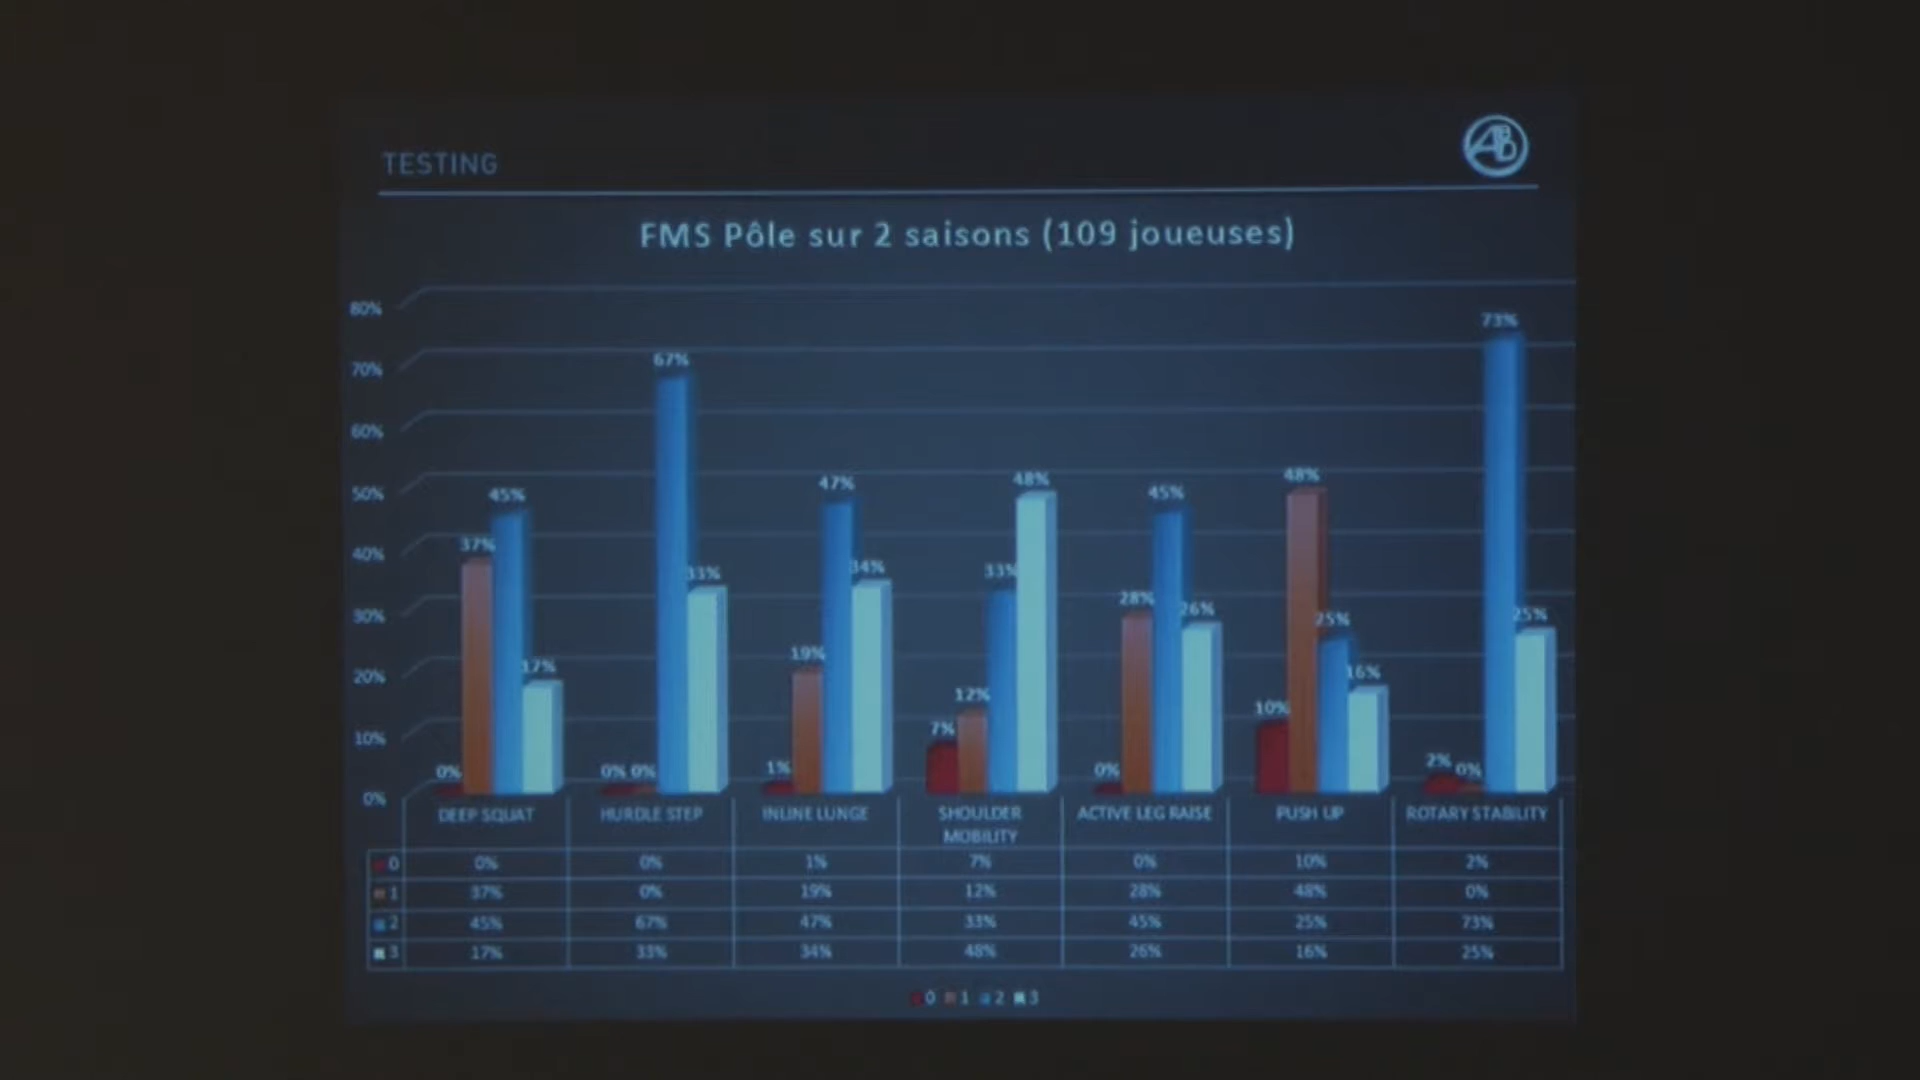 TESTING
ABD
FMS Pôle sur 2 saisons (109 joueuses)
80%
70%
60%
50%
40%
30%
20%
10%
0%
0% 37% 45% 17%
0% 0% 67% 33%
1% 19% 47% 34%
7% 12% 33% 48%
0% 28% 45% 26%
10% 48% 25% 16%
2% 0% 73% 25%
DEEP SQUAT HURDLE STEP INLINE LUNGE SHOULDER MOBILITY ACTIVE LEG RAISE PUSH UP ROTARY STABILITY
0 0% 0% 1% 7% 0% 10% 2%
1 37% 0% 19% 12% 28% 48% 0%
2 45% 67% 47% 33% 45% 25% 73%
3 17% 33% 34% 48% 26% 16% 25%
0 1 2 3